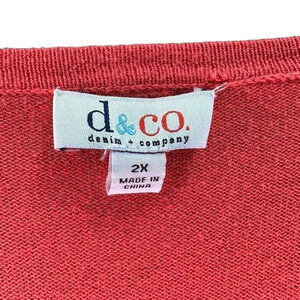 d&co.
denim + company
2X
MADE IN
CHINA